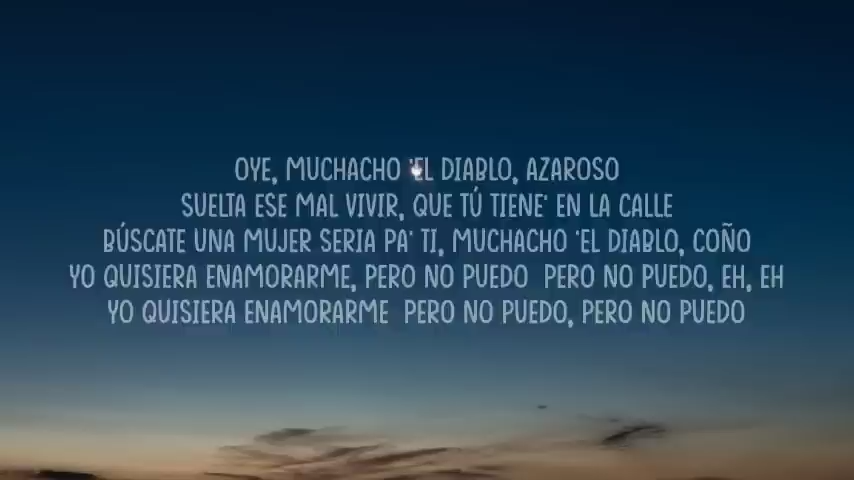 OYE, MUCHACHO 'EL DIABLO, AZAROSO
SUELTA ESE MAL VIVIR, QUE TÚ TIENE' EN LA CALLE
BÚSCATE UNA MUJER SERIA PA' TI, MUCHACHO 'EL DIABLO, COÑO
YO QUISIERA ENAMORARME, PERO NO PUEDO PERO NO PUEDO, EH, EH
YO QUISIERA ENAMORARME PERO NO PUEDO, PERO NO PUEDO